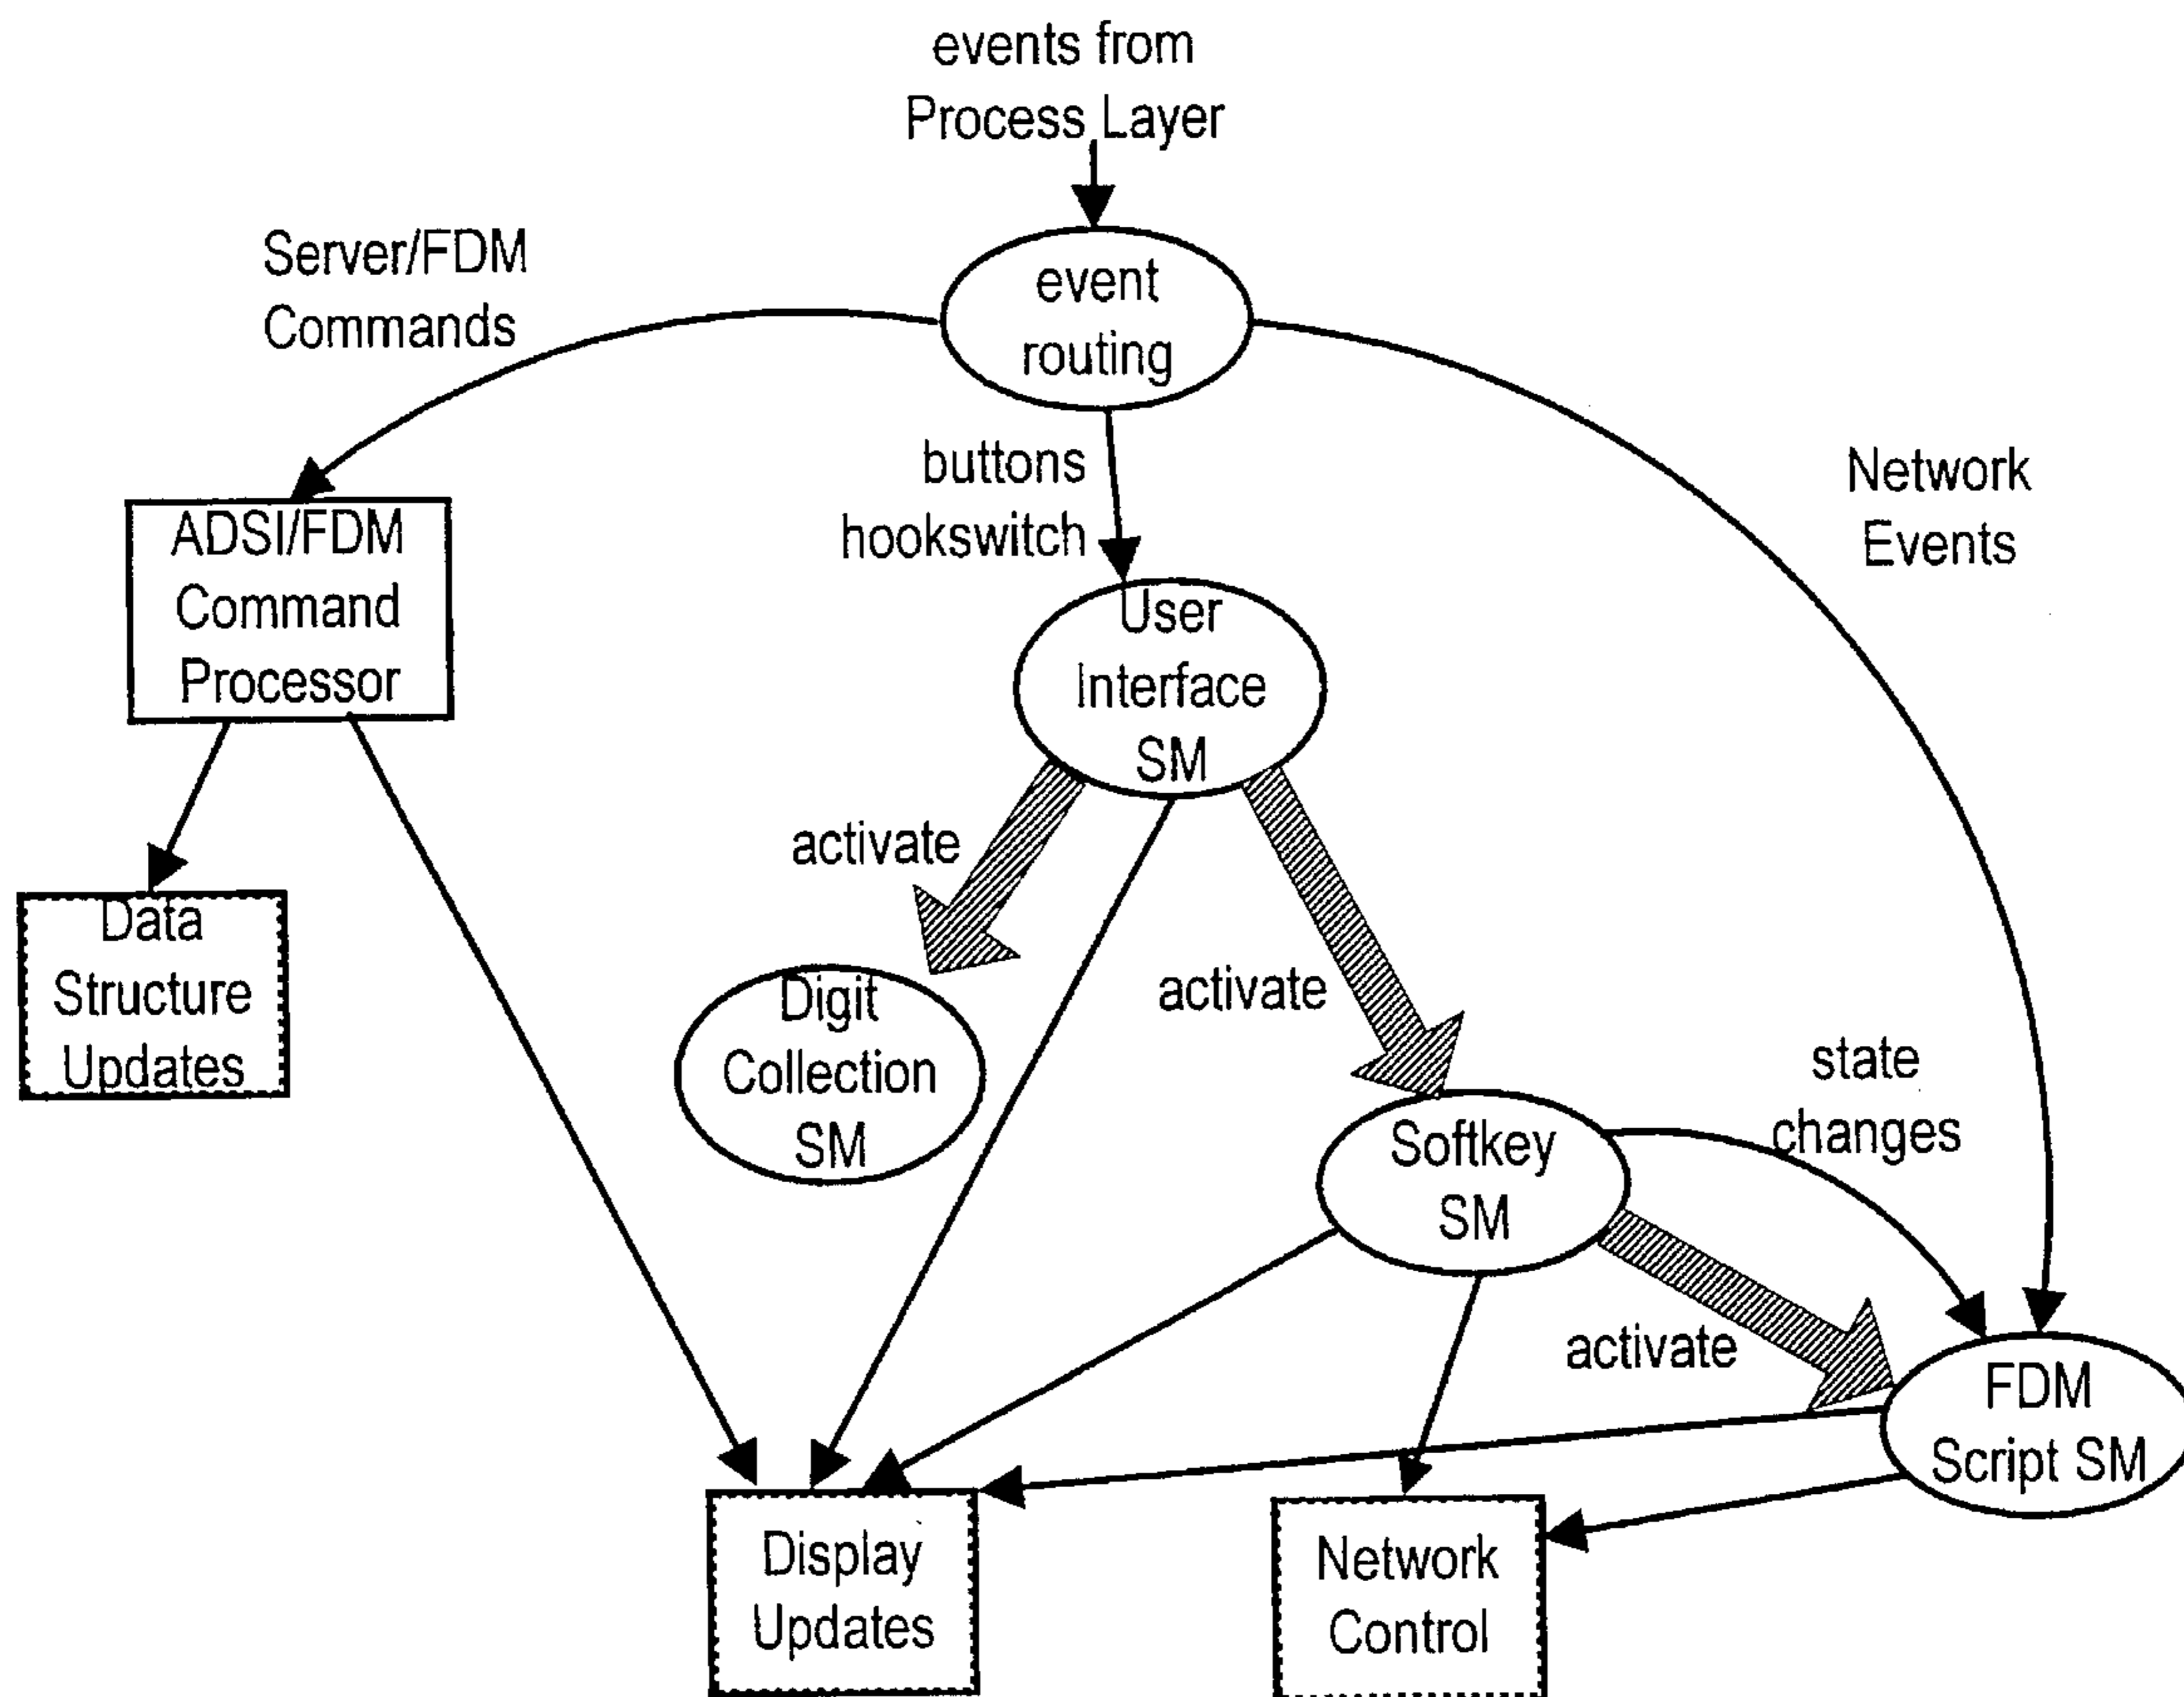 events from
Process Layer
Server/FDM
Commands
event
routing
buttons
hookswitch
Network
Events
ADSI/FDM
Command
Processor
User
Interface
SM
activate
Data
Structure
Updates
Digit
Collection
SM
activate
state
changes
Softkey
SM
activate
FDM
Script SM
Display
Updates
Network
Control